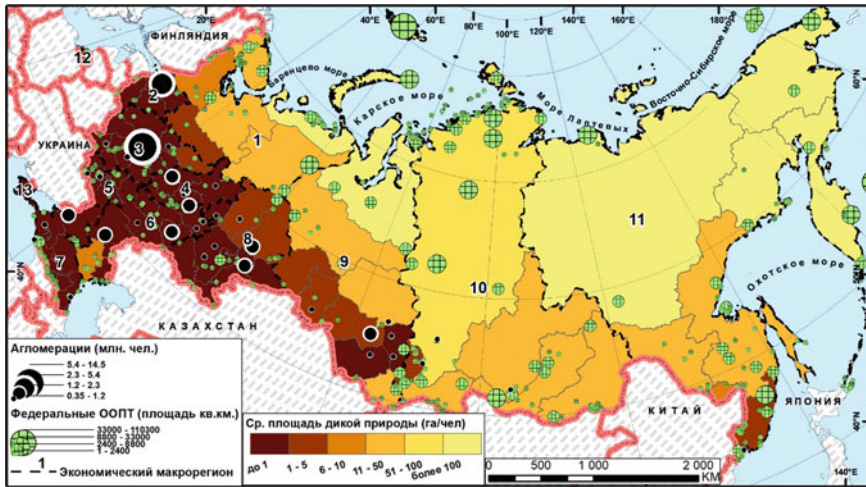 20°E
40°E
60°E
80°E
100°E
120°E
140°E
160°E
180°E
ФИНЛЯНДИЯ
12
Баренцево море
Карское море
Море Лаптевых
Восточно-Сибирское море
2
УКРАИНА
3
1
13
5
4
11
6
8
7
9
10
40°N
Охотское море
КАЗАХСТАН
КИТАЙ
ЯПОНИЯ
40°N
140°E
Агломерации (млн. чел.)
5,4 - 14.5
2.3 - 5.4
1.2 - 2.3
0.35 - 1.2
Федеральные ООПТ (площадь кв.км.)
33000 - 110300
8800 - 33000
2400 - 8800
1 - 2400
1 Экономический макрорегион
Ср. площадь дикой природы (га/чел)
до 1
1 - 5
6 - 10
11 - 50
51 - 100
более 100
0 500 1 000 2 000
КМ